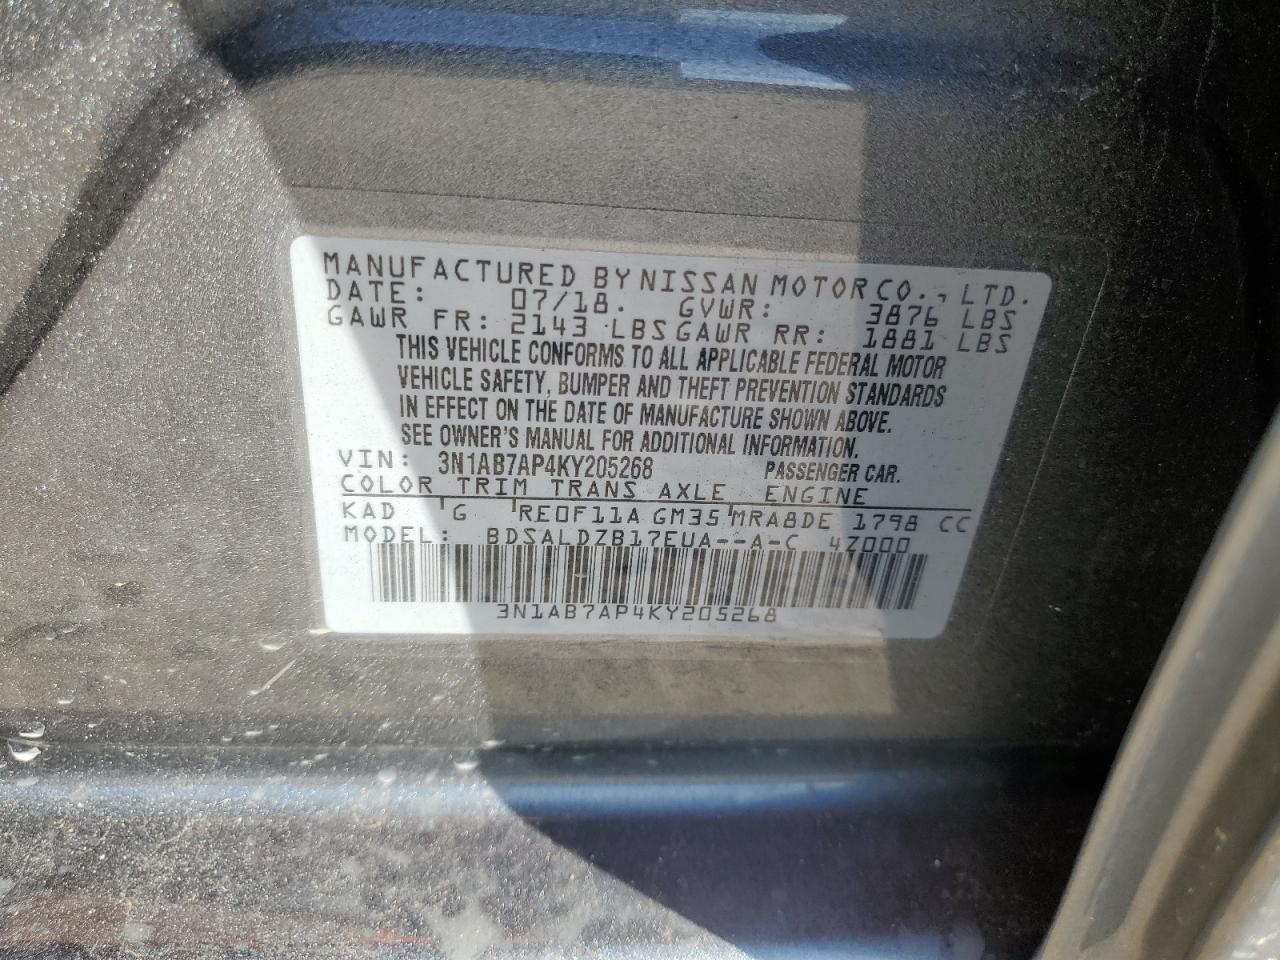 MANUFACTURED BY NISSAN MOTOR CO., LTD.
DATE: 07/18. GVWR: 3876 LBS
GAWR FR: 2143 LBS GAWR RR: 1881 LBS
THIS VEHICLE CONFORMS TO ALL APPLICABLE FEDERAL MOTOR
VEHICLE SAFETY, BUMPER AND THEFT PREVENTION STANDARDS
IN EFFECT ON THE DATE OF MANUFACTURE SHOWN ABOVE.
SEE OWNER'S MANUAL FOR ADDITIONAL INFORMATION.
VIN: 3N1AB7AP4KY205268 PASSENGER CAR.
COLOR TRIM TRANS AXLE ENGINE
KAD G RE0F11A GM35 MRA8DE 1798 CC
MODEL: BDSALDZB17EUA--A-C 4Z000
3N1AB7AP4KY205268